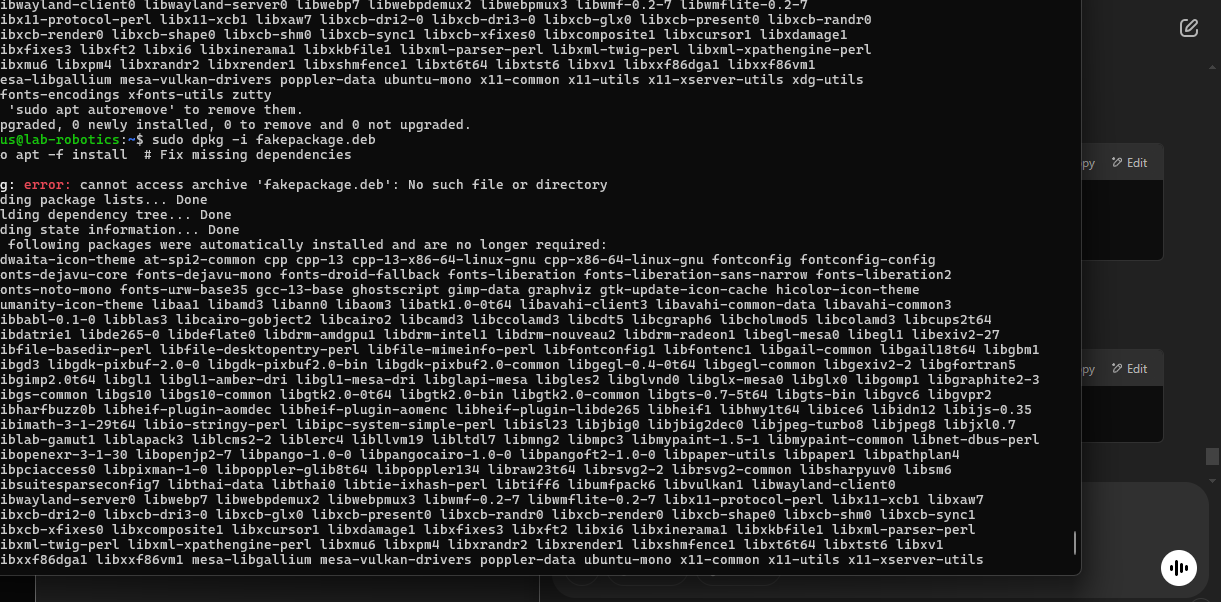 ibwayland-client0 libwayland-server0 libwebp7 libwebpdemux2 libwebpmux3 libwmf-0.2-7 libwmflite-0.2-7
ibx11-protocol-perl libx11-xcb1 libxaw7 libxcb-dri2-0 libxcb-dri3-0 libxcb-glx0 libxcb-present0 libxcb-randr0
ibxcb-render0 libxcb-shape0 libxcb-shm0 libxcb-sync1 libxcb-xfixes0 libxcomposite1 libxcursor1 libxdamage1
ibxfixes3 libxft2 libxi6 libxinerama1 libxkbfile1 libxml-parser-perl libxml-twig-perl libxml-xpathengine-perl
ibxmu6 libxpm4 libxrandr2 libxrender1 libxshmfence1 libxt6t64 libxtst6 libxv1 libxxf86dga1 libxxf86vm1
esa-libgallium mesa-vulkan-drivers poppler-data ubuntu-mono x11-common x11-utils x11-xserver-utils xdg-utils
fonts-encodings xfonts-utils zutty
'sudo apt autoremove' to remove them.
pgraded, 0 newly installed, 0 to remove and 0 not upgraded.
us@lab-robotics:~$ sudo dpkg -i fakepackage.deb
o apt -f install  # Fix missing dependencies
g: error: cannot access archive 'fakepackage.deb': No such file or directory
ding package lists... Done
lding dependency tree... Done
ding state information... Done
following packages were automatically installed and are no longer required:
dwaita-icon-theme at-spi2-common cpp cpp-13 cpp-13-x86-64-linux-gnu cpp-x86-64-linux-gnu fontconfig fontconfig-config
onts-dejavu-core fonts-dejavu-mono fonts-droid-fallback fonts-liberation fonts-liberation-sans-narrow fonts-liberation2
onts-noto-mono fonts-urw-base35 gcc-13-base ghostscript gimp-data graphviz gtk-update-icon-cache hicolor-icon-theme
umanity-icon-theme libaa1 libamd3 libann0 libaom3 libatk1.0-0t64 libavahi-client3 libavahi-common-data libavahi-common3
ibbabl-0.1-0 libblas3 libcairo-gobject2 libcairo2 libcamd3 libccolamd3 libcdt5 libcgraph6 libcholmod5 libcolamd3 libcups2t64
ibdatrie1 libde265-0 libdeflate0 libdrm-amdgpu1 libdrm-intel1 libdrm-nouveau2 libdrm-radeon1 libegl-mesa0 libegl1 libexiv2-27
ibfile-basedir-perl libfile-desktopentry-perl libfile-mimeinfo-perl libfontconfig1 libfontenc1 libgail-common libgail18t64 libgbm1
ibgd3 libgdk-pixbuf-2.0-0 libgdk-pixbuf2.0-bin libgdk-pixbuf2.0-common libgegl-0.4-0t64 libgegl-common libgexiv2-2 libgfortran5
ibgimp2.0t64 libgl1 libgl1-amber-dri libgl1-mesa-dri libglapi-mesa libgles2 libglvnd0 libglx-mesa0 libglx0 libgomp1 libgraphite2-3
ibgs-common libgs10 libgs10-common libgtk2.0-0t64 libgtk2.0-bin libgtk2.0-common libgts-0.7-5t64 libgts-bin libgvc6 libgvpr2
ibharfbuzz0b libheif-plugin-aomdec libheif-plugin-aomenc libheif-plugin-libde265 libheif1 libhwy1t64 libice6 libidn12 libijs-0.35
ibimath-3-1-29t64 libio-stringy-perl libipc-system-simple-perl libisl23 libjbig0 libjbig2dec0 libjpeg-turbo8 libjpeg8 libjxl0.7
iblab-gamut1 liblapack3 liblcms2-2 liblerc4 libllvm19 libltdl7 libmng2 libmpc3 libmypaint-1.5-1 libmypaint-common libnet-dbus-perl
ibopenexr-3-1-30 libopenjp2-7 libpango-1.0-0 libpangocairo-1.0-0 libpangoft2-1.0-0 libpaper-utils libpaper1 libpathplan4
ibpciaccess0 libpixman-1-0 libpoppler-glib8t64 libpoppler134 libraw23t64 librsvg2-2 librsvg2-common libsharpyuv0 libsm6
ibsuitesparseconfig7 libthai-data libthai0 libtie-ixhash-perl libtiff6 libumfpack6 libvulkan1 libwayland-client0
ibwayland-server0 libwebp7 libwebpdemux2 libwebpmux3 libwmf-0.2-7 libwmflite-0.2-7 libx11-protocol-perl libx11-xcb1 libxaw7
ibxcb-dri2-0 libxcb-dri3-0 libxcb-glx0 libxcb-present0 libxcb-randr0 libxcb-render0 libxcb-shape0 libxcb-shm0 libxcb-sync1
ibxcb-xfixes0 libxcomposite1 libxcursor1 libxdamage1 libxfixes3 libxft2 libxi6 libxinerama1 libxkbfile1 libxml-parser-perl
ibxml-twig-perl libxml-xpathengine-perl libxmu6 libxpm4 libxrandr2 libxrender1 libxshmfence1 libxt6t64 libxtst6 libxv1
ibxxf86dga1 libxxf86vm1 mesa-libgallium mesa-vulkan-drivers poppler-data ubuntu-mono x11-common x11-utils x11-xserver-utils
py Edit
py Edit